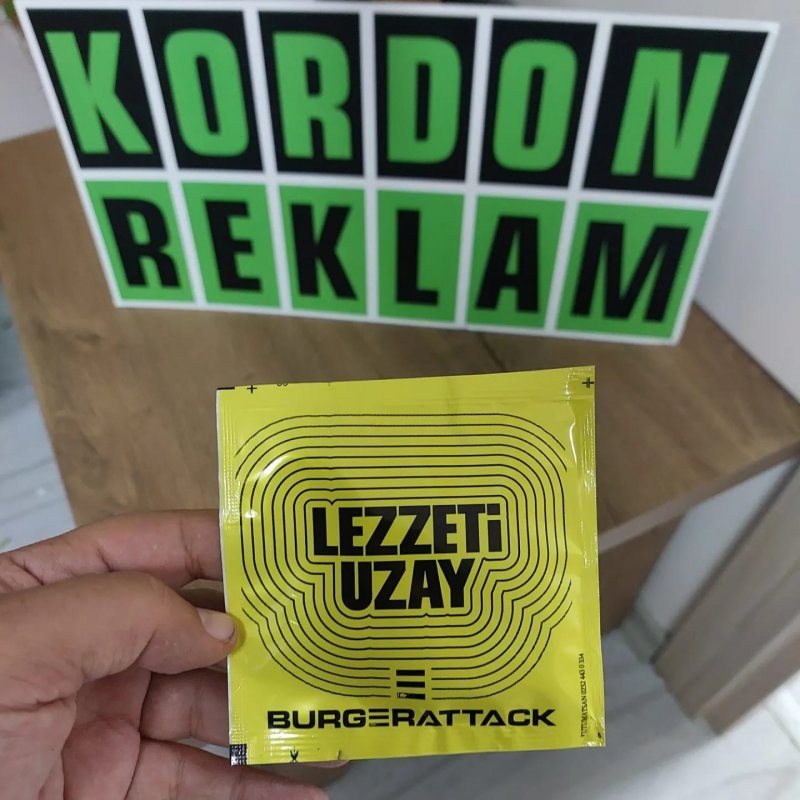 KORDON
REKLAM
LEZZETi
UZAY
BURGERATTACK